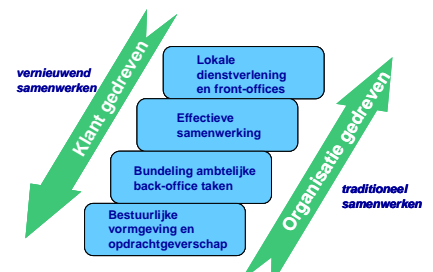 vernieuwend
samenwerken
Klant gedreven
Lokale
dienstverlening
en front-offices
Effectieve
samenwerking
Bundeling ambtelijke
back-office taken
Bestuurlijke
vormgeving en
opdrachtgeverschap
Organisatie gedreven
traditioneel
samenwerken